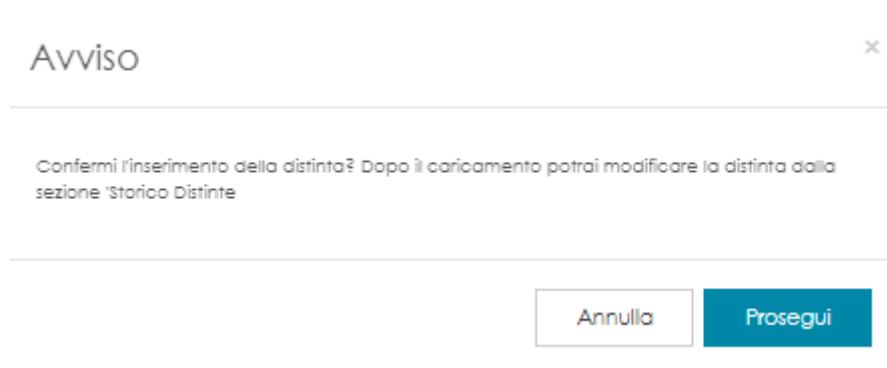 Avviso
×
Confermi l'inserimento della distinta? Dopo il caricamento potrai modificare la distinta dalla
sezione 'Storico Distinte
Annulla
Prosegui